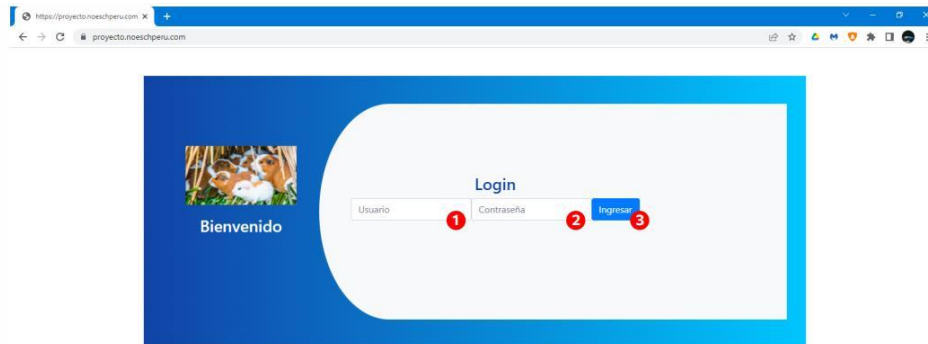 https://proyecto.noeschperu.com
proyecto.noeschperu.com
Login
Usuario
Contraseña
Ingresar
1
2
3
Bienvenido